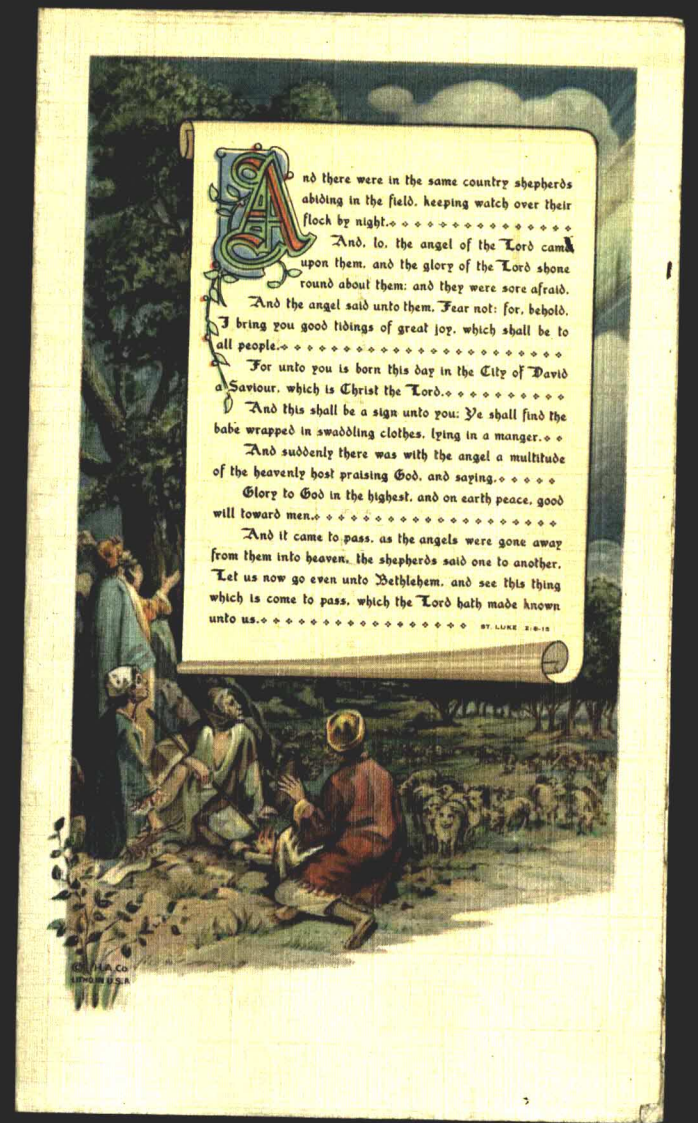 And there were in the same country shepherds
abiding in the field, keeping watch over their
flock by night.
And, lo, the angel of the Lord came
upon them, and the glory of the Lord shone
round about them: and they were sore afraid.
And the angel said unto them, Fear not: for, behold,
I bring you good tidings of great joy, which shall be to
all people.
For unto you is born this day in the City of David
a Saviour, which is Christ the Lord.
And this shall be a sign unto you; Ye shall find the
babe wrapped in swaddling clothes, lying in a manger.
And suddenly there was with the angel a multitude
of the heavenly host praising God, and saying,
Glory to God in the highest, and on earth peace, good
will toward men.
And it came to pass, as the angels were gone away
from them into heaven, the shepherds said one to another,
Let us now go even unto Bethlehem, and see this thing
which is come to pass, which the Lord hath made known
unto us.
ST. LUKE 2:8-15
© H.A. Co
LITHO IN U.S.A